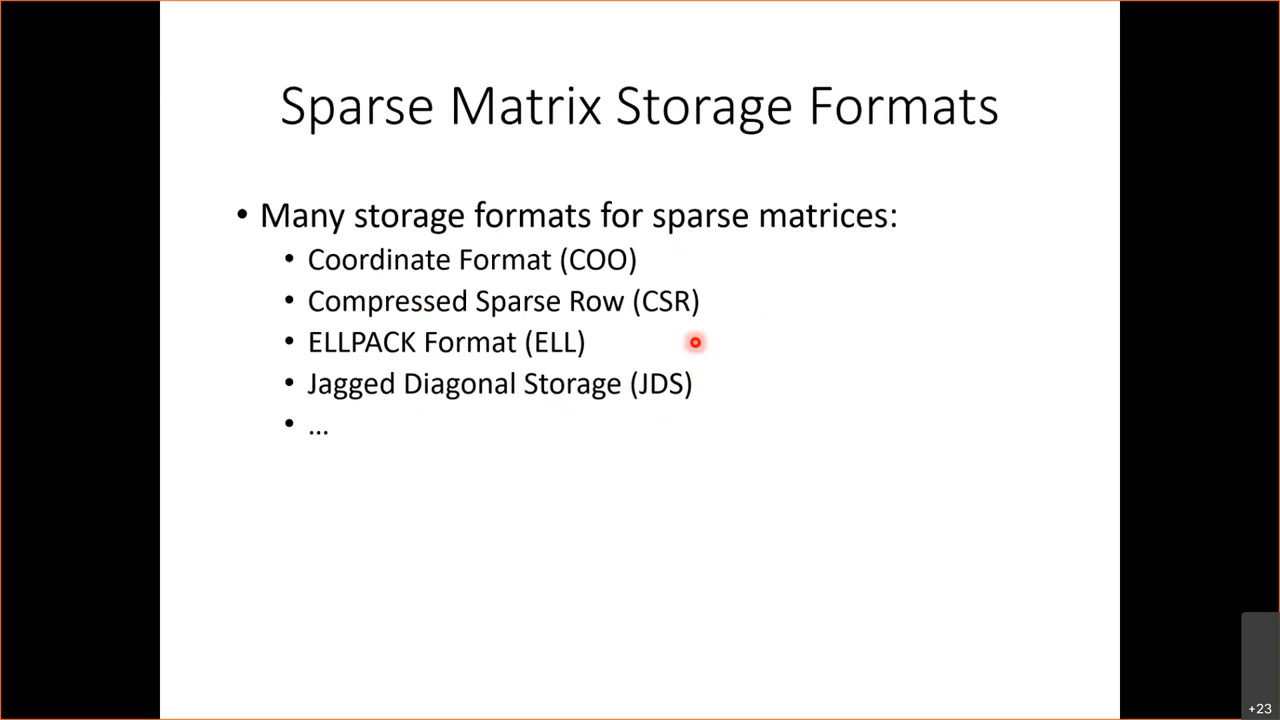 Sparse Matrix Storage Formats
• Many storage formats for sparse matrices:
• Coordinate Format (COO)
• Compressed Sparse Row (CSR)
• ELLPACK Format (ELL)
• Jagged Diagonal Storage (JDS)
• ...
+23